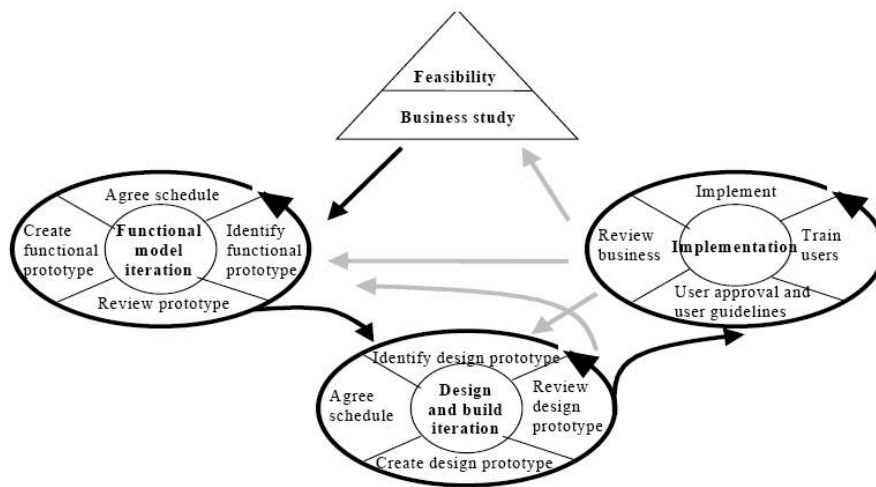 Feasibility
Business study
Agree schedule
Create
functional
prototype
Functional
model
iteration
Identify
functional
prototype
Review prototype
Implement
Review
business
Implementation
Train
users
User approval and
user guidelines
Identify design prototype
Agree
schedule
Design
and build
iteration
Review
design
prototype
Create design prototype